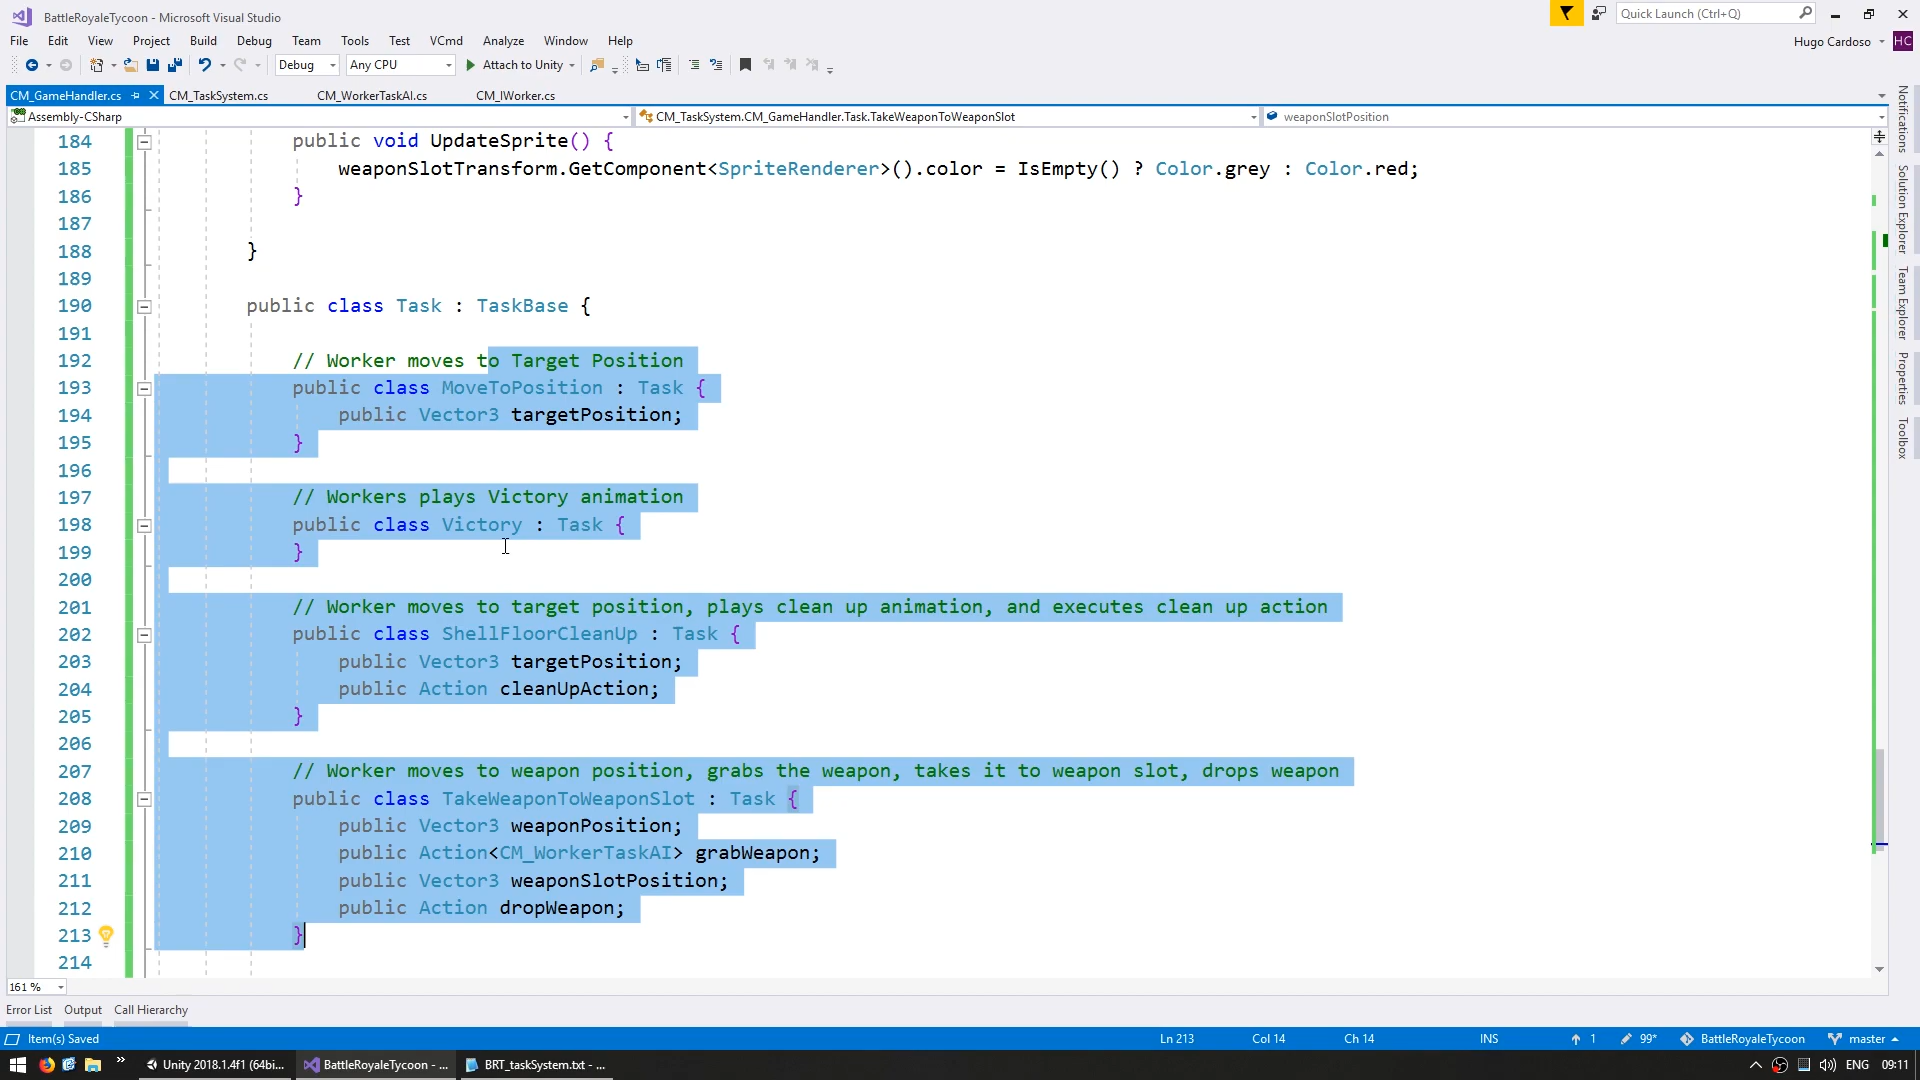 BattleRoyaleTycoon - Microsoft Visual Studio
Quick Launch (Ctrl+Q)
File Edit View Project Build Debug Team Tools Test VCmd Analyze Window Help
Hugo Cardoso HC
Debug Any CPU Attach to Unity
CM_GameHandler.cs CM_TaskSystem.cs CM_WorkerTaskAI.cs CM_IWorker.cs
Assembly-CSharp CM_TaskSystem.CM_GameHandler.Task.TakeWeaponToWeaponSlot weaponSlotPosition
184 public void UpdateSprite() {
185 weaponSlotTransform.GetComponent<SpriteRenderer>().color = IsEmpty() ? Color.grey : Color.red;
186 }
187
188 }
189
190 public class Task : TaskBase {
191
192 // Worker moves to Target Position
193 public class MoveToPosition : Task {
194 public Vector3 targetPosition;
195 }
196
197 // Workers plays Victory animation
198 public class Victory : Task {
199 }
200
201 // Worker moves to target position, plays clean up animation, and executes clean up action
202 public class ShellFloorCleanUp : Task {
203 public Vector3 targetPosition;
204 public Action cleanUpAction;
205 }
206
207 // Worker moves to weapon position, grabs the weapon, takes it to weapon slot, drops weapon
208 public class TakeWeaponToWeaponSlot : Task {
209 public Vector3 weaponPosition;
210 public Action<CM_WorkerTaskAI> grabWeapon;
211 public Vector3 weaponSlotPosition;
212 public Action dropWeapon;
213 }
214
Notifications
Solution Explorer
Team Explorer
Properties
Toolbox
161 %
Error List Output Call Hierarchy
Item(s) Saved Ln 213 Col 14 Ch 14 INS 1 99* BattleRoyaleTycoon master
» Unity 2018.1.4f1 (64bi... BattleRoyaleTycoon - ... BRT_taskSystem.txt - ... ENG 09:11